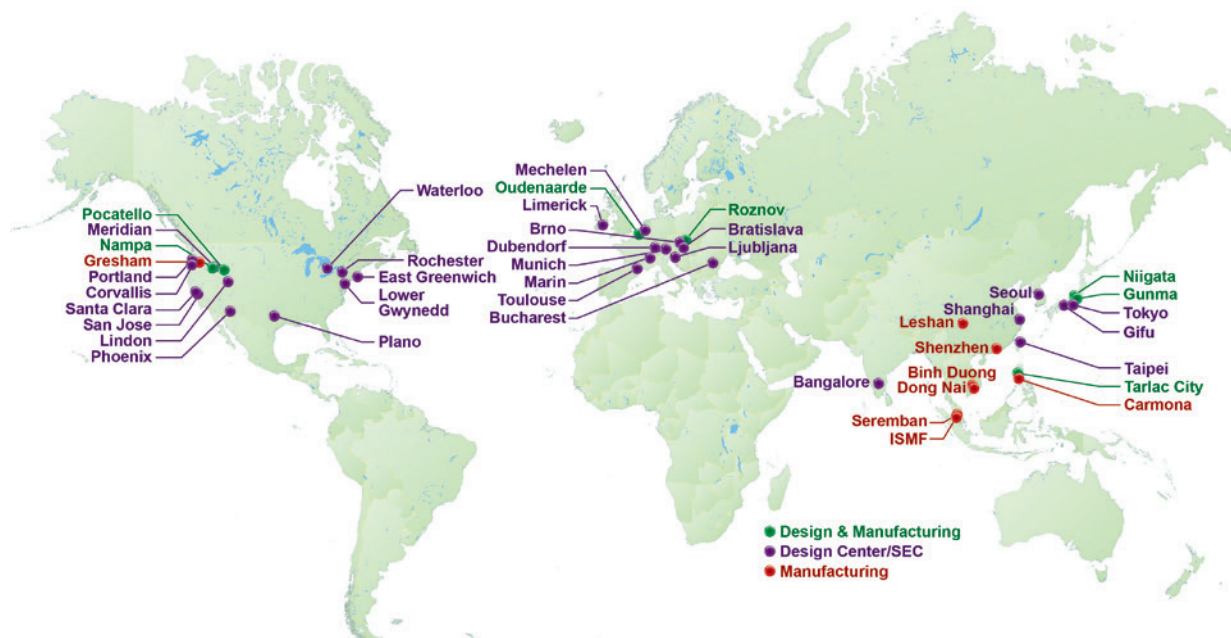 Pocatello
Meridian
Nampa
Gresham
Portland
Corvallis
Santa Clara
San Jose
Lindon
Phoenix
Waterloo
Rochester
East Greenwich
Lower
Gwynedd
Plano
Mechelen
Oudenaarde
Limerick
Brno
Dubendorf
Munich
Marin
Toulouse
Bucharest
Roznov
Bratislava
Ljubljana
Bangalore
Seoul
Shanghai
Leshan
Shenzhen
Binh Duong
Dong Nai
Seremban
ISMF
Niigata
Gunma
Tokyo
Gifu
Taipei
Tarlac City
Carmona
Design & Manufacturing
Design Center/SEC
Manufacturing